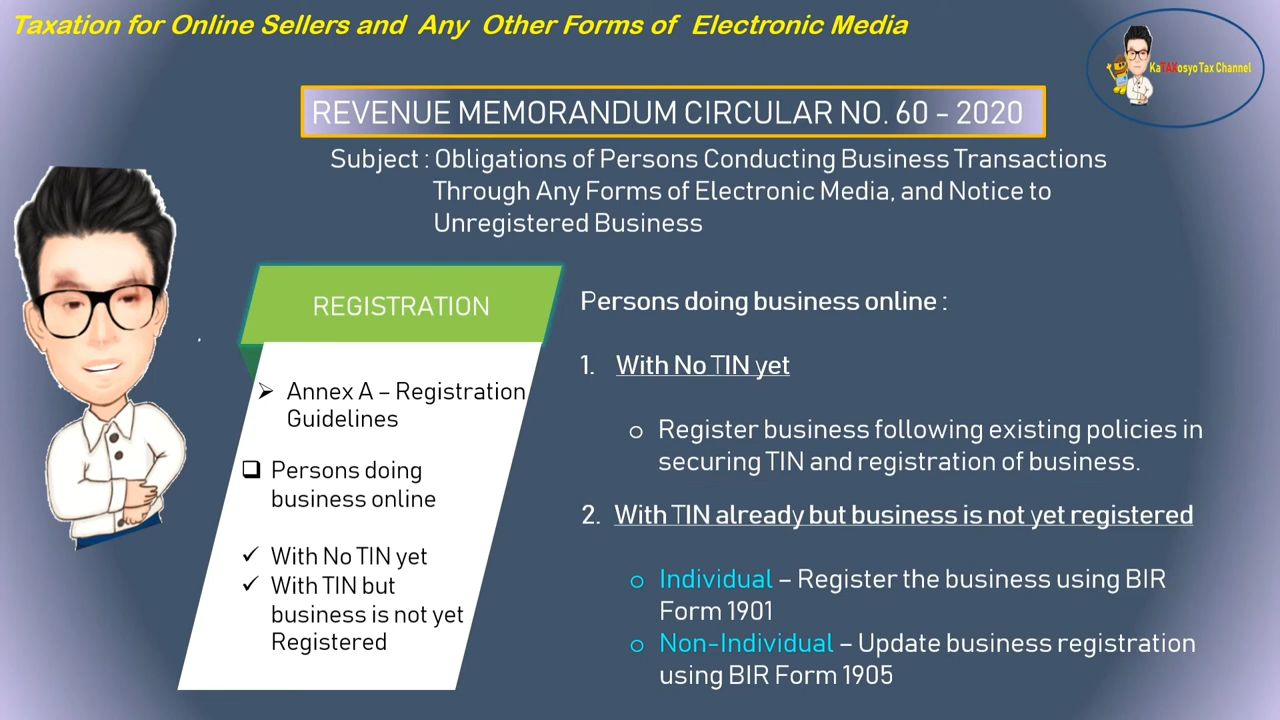 Taxation for Online Sellers and Any Other Forms of Electronic Media
KaTAXosyo Tax Channel
REVENUE MEMORANDUM CIRCULAR NO. 60 - 2020
Subject : Obligations of Persons Conducting Business Transactions
Through Any Forms of Electronic Media, and Notice to
Unregistered Business
REGISTRATION
➢ Annex A – Registration
Guidelines
❑ Persons doing
business online
✓ With No TIN yet
✓ With TIN but
business is not yet
Registered
Persons doing business online :
1. With No TIN yet
o Register business following existing policies in
securing TIN and registration of business.
2. With TIN already but business is not yet registered
o Individual – Register the business using BIR
Form 1901
o Non-Individual – Update business registration
using BIR Form 1905